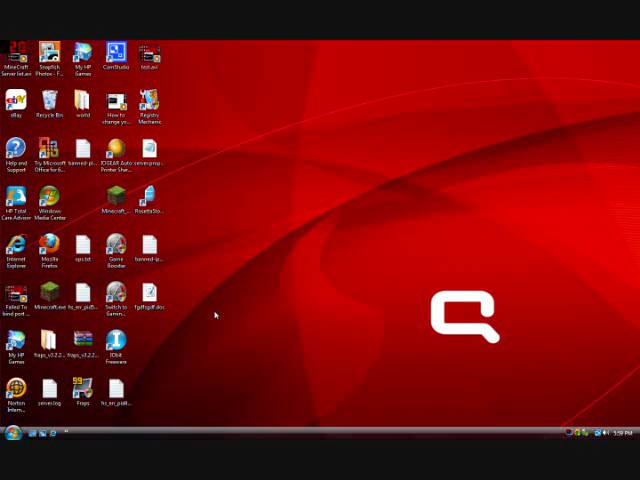 MineCraft
Server list.avi
Snapfish
Photos - F...
My HP
Games
CamStudio
test.avi
eBay
Recycle Bin
world
How to
change yo...
Registry
Mechanic
Help and
Support
Try Microsoft
Office for 6...
banned-pl...
IOGEAR Auto
Printer Shar...
server.prop...
HP Total
Care Advisor
Windows
Media Center
Minecraft_...
RosettaSto...
Internet
Explorer
Mozilla
Firefox
ops.txt
Game
Booster
banned-ip...
Failed To
bind port ...
Minecraft.exe
hs_err_pid5...
Switch to
Gamin...
fgdfsgdf.doc
My HP
Games
fraps_v3.2.2...
fraps_v3.2.2...
IObit
Freeware
Norton
Intern...
server.log
99
Fraps
hs_err_pid8...
5:59 PM